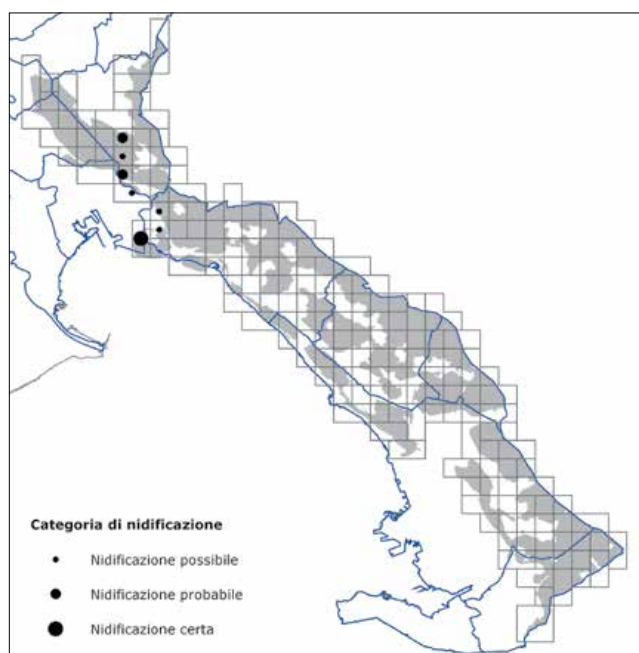 Categoria di nidificazione
Nidificazione possibile
Nidificazione probabile
Nidificazione certa